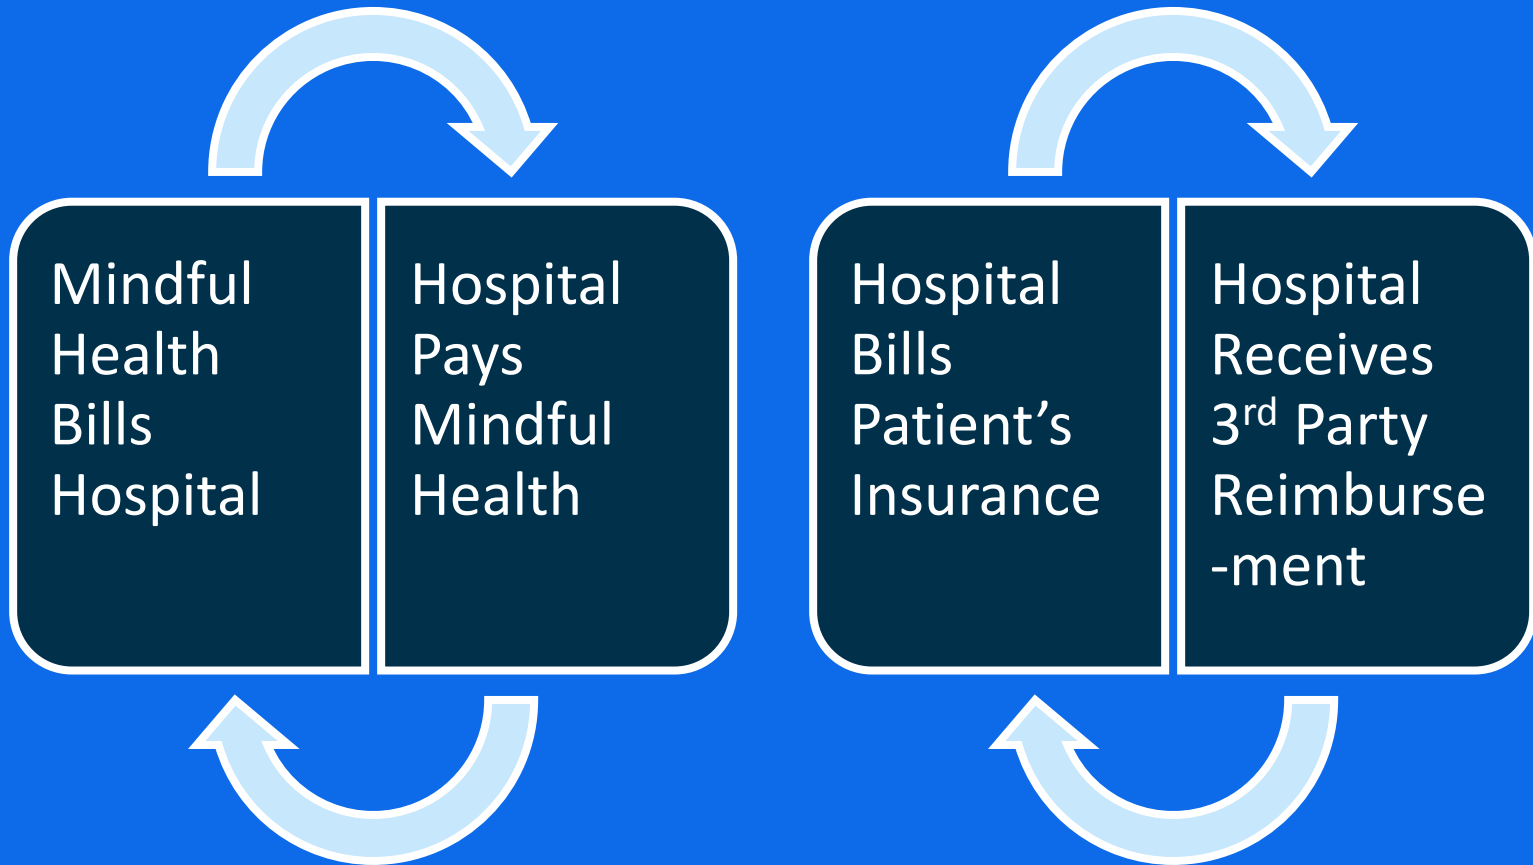 Mindful
Health
Bills
Hospital
Hospital
Pays
Mindful
Health
Hospital
Bills
Patient’s
Insurance
Hospital
Receives
3rd Party
Reimburse
-ment